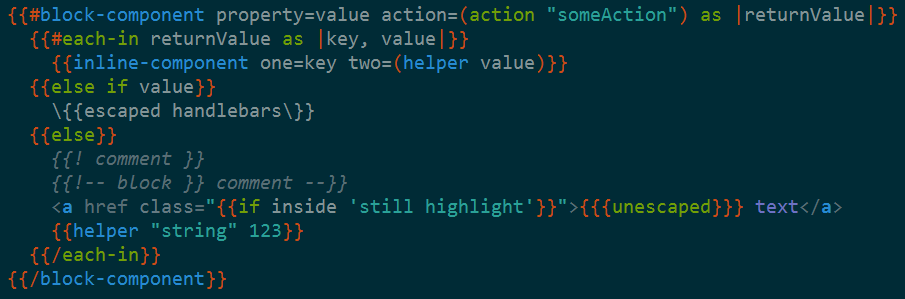 {{#block-component property=value action=(action "someAction") as |returnValue|}}
  {{#each-in returnValue as |key, value|}}
    {{inline-component one=key two=(helper value)}}
  {{else if value}}
    \{{escaped handlebars\}}
  {{else}}
    {{! comment }}
    {{!-- block }} comment --}}
    <a href class="{{if inside 'still highlight'}}">{{{unescaped}}} text</a>
    {{helper "string" 123}}
  {{/each-in}}
{{/block-component}}